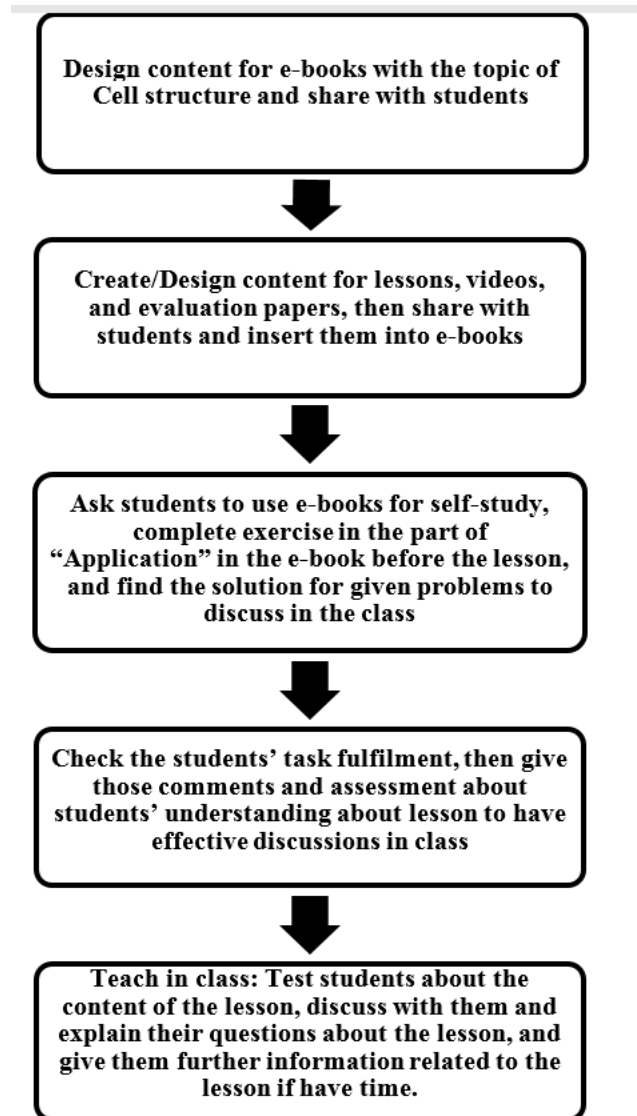 Design content for e-books with the topic of
Cell structure and share with students
Create/Design content for lessons, videos,
and evaluation papers, then share with
students and insert them into e-books
Ask students to use e-books for self-study,
complete exercise in the part of
“Application” in the e-book before the lesson,
and find the solution for given problems to
discuss in the class
Check the students’ task fulfilment, then give
those comments and assessment about
students’ understanding about lesson to have
effective discussions in class
Teach in class: Test students about the
content of the lesson, discuss with them and
explain their questions about the lesson, and
give them further information related to the
lesson if have time.